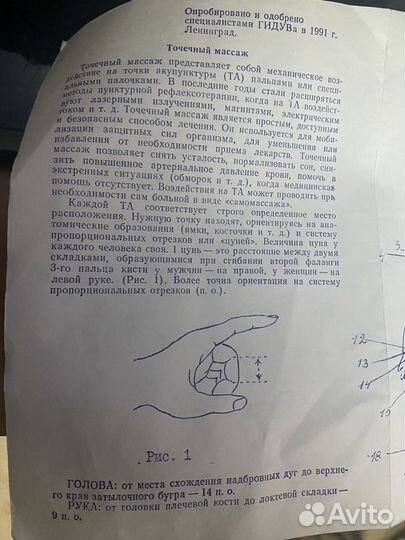 Опробировано и одобрено
специалистами ГИДУВа в 1991 г.
Ленинград.
Точечный массаж
Точечный массаж представляет собой механическое воз-
действие на точки акупунктуры (ТА) пальцами или специ-
альными палочками. В последние годы стали расширяться
методы пунктурной рефлексотерапии, когда на ТА воздейст-
вуют лазерными излучениями, магнитами, электрическим
током и т. д. Точечный массаж является простым, доступным
и безопасным способом лечения. Он используется для моби-
лизации защитных сил организма, для уменьшения или
избавления от необходимости приема лекарств. Точечный
массаж позволяет снять усталость, нормализовать сон, сни-
зить повышенное артериальное давление крови, помочь в
экстренных ситуациях (обморок и т. д.), когда медицинская
помощь отсутствует. Воздействия на ТА может проводить при
необходимости сам больной в виде «самомассажа».
Каждой ТА соответствует строго определенное место
расположения. Нужную точку находят, ориентируясь на ана-
томические образования (ямки, косточки и т. д.) и систему
пропорциональных отрезков или «цуней». Величина цуня у
каждого человека своя. 1 цунь — это расстояние между двумя
складками, образующимися при сгибании второй фаланги
3-го пальца кисти у мужчин — на правой, у женщин — на
левой руке. (Рис. 1). Более точна ориентация на систему
пропорциональных отрезков (п. о.).
3
12
13
14
15
18
Рис. 1
ГОЛОВА: от места схождения надбровных дуг до верхне-
го края затылочного бугра — 14 п. о.
РУКА: от головки плечевой кости до локтевой складки —
9 п. о.
Avito